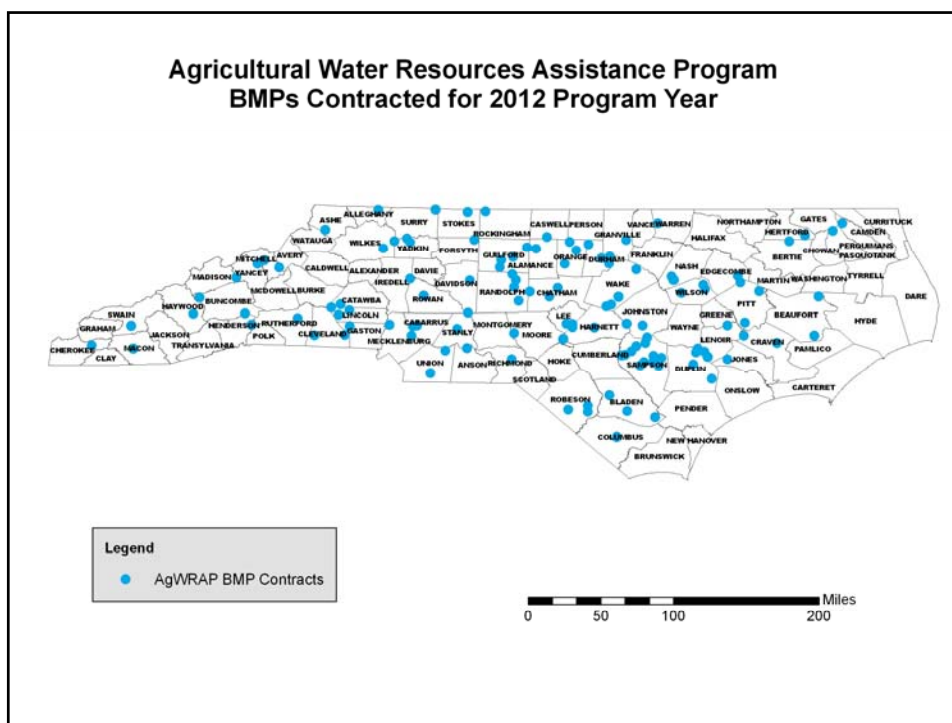 Agricultural Water Resources Assistance Program
BMPs Contracted for 2012 Program Year
ALLEGHANY
ASHE
SURRY
STOKES
ROCKINGHAM
CASWELL
PERSON
GRANVILLE
VANCE
WARREN
NORTHAMPTON
GATES
CURRITUCK
CAMDEN
HERTFORD
PERQUIMANS
PASQUOTANK
CHOWAN
BERTIE
HALIFAX
WATAUGA
WILKES
YADKIN
FORSYTH
GUILFORD
ALAMANCE
ORANGE
DURHAM
FRANKLIN
NASH
EDGECOMBE
MARTIN
WASHINGTON
TYRRELL
DARE
MITCHELL
AVERY
CALDWELL
ALEXANDER
DAVIE
IREDELL
DAVIDSON
MADISON
YANCEY
MCDOWELL
BURKE
CATAWBA
ROWAN
RANDOLPH
CHATHAM
WAKE
WILSON
PITT
BEAUFORT
HYDE
SWAIN
HAYWOOD
BUNCOMBE
LINCOLN
JOHNSTON
GREENE
GRAHAM
JACKSON
HENDERSON
RUTHERFORD
CLEVELAND
GASTON
CABARRUS
STANLY
MONTGOMERY
MOORE
LEE
HARNETT
WAYNE
LENOIR
CRAVEN
PAMLICO
CHEROKEE
MACON
CLAY
TRANSYLVANIA
POLK
MECKLENBURG
UNION
ANSON
RICHMOND
HOKE
CUMBERLAND
SAMPSON
DUPLIN
JONES
SCOTLAND
ONSLOW
CARTERET
ROBESON
BLADEN
PENDER
COLUMBUS
NEW HANOVER
BRUNSWICK
Legend
AgWRAP BMP Contracts
Miles
0 50 100 200